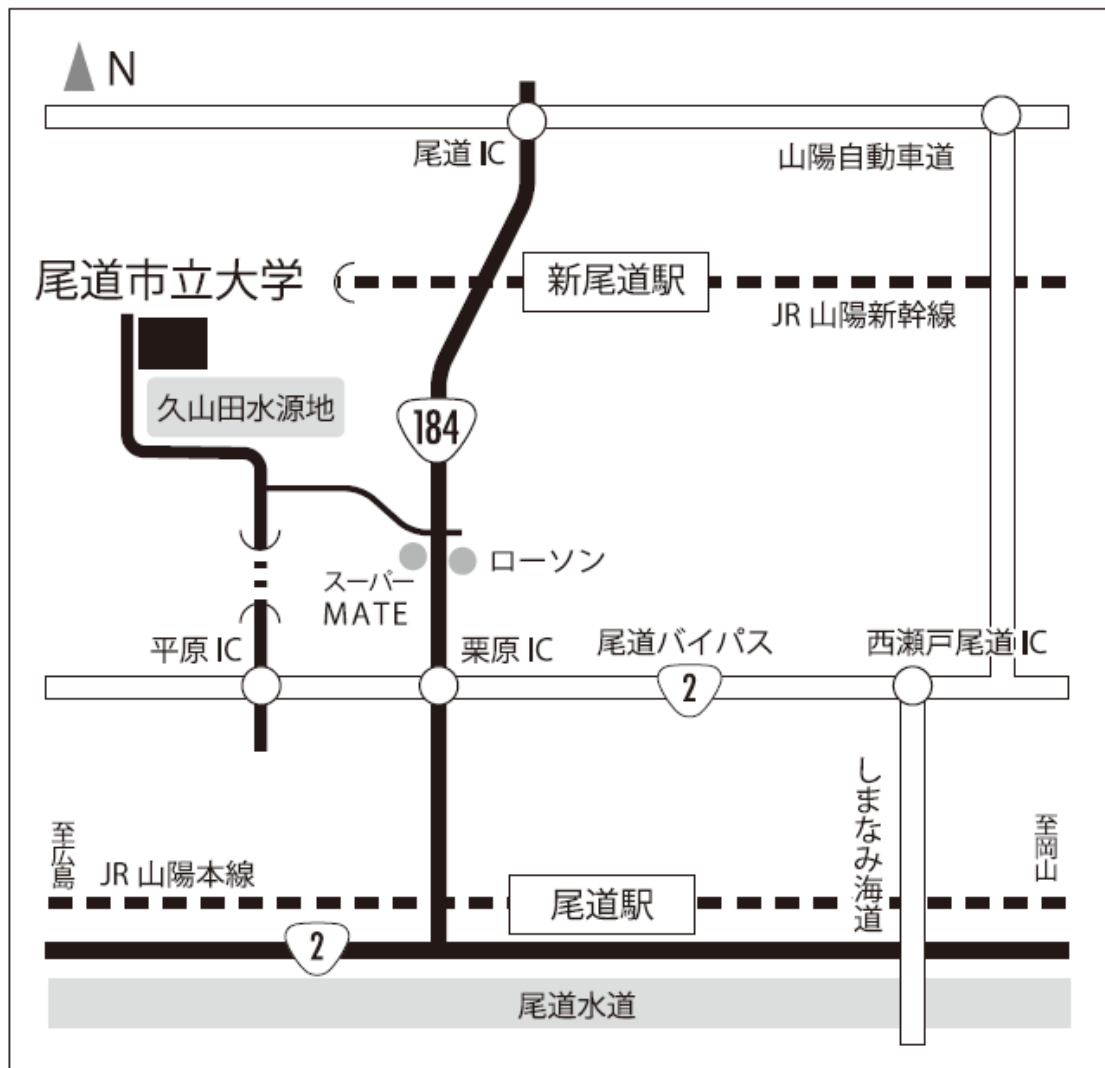 N
尾道 IC
山陽自動車道
尾道市立大学
新尾道駅
JR 山陽新幹線
久山田水源地
184
ローソン
スーパー
MATE
平原 IC
栗原 IC
尾道バイパス
2
西瀬戸尾道 IC
しまなみ海道
至広島
至岡山
JR 山陽本線
尾道駅
2
尾道水道